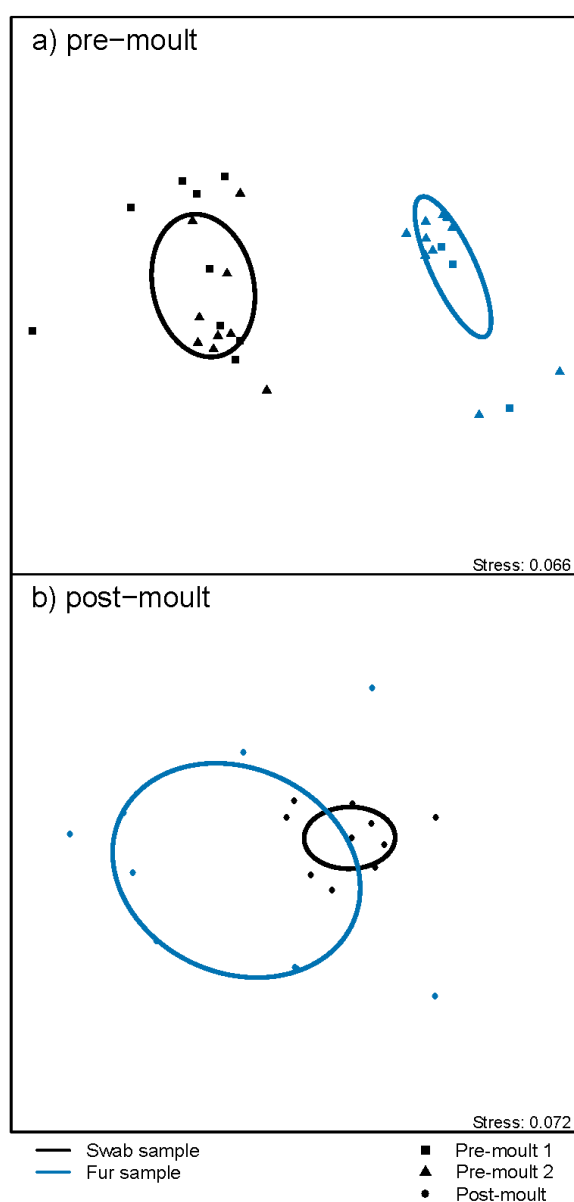 a) pre−moult
Stress: 0.066
b) post−moult
Stress: 0.072
Swab sample
Fur sample
Pre-moult 1
Pre-moult 2
Post-moult